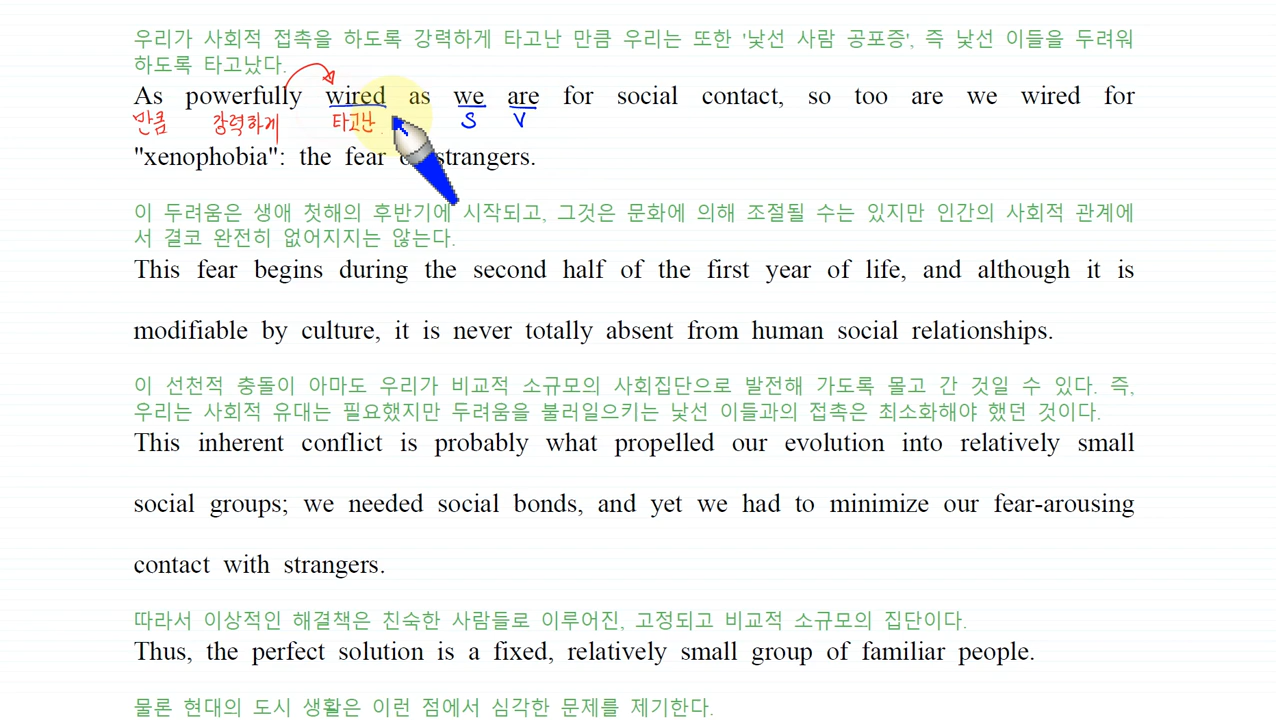 우리가 사회적 접촉을 하도록 강력하게 타고난 만큼 우리는 또한 '낯선 사람 공포증', 즉 낯선 이들을 두려워
하도록 타고났다.
As powerfully wired as we are for social contact, so too are we wired for
만큼 강력하게 타고난 S V
"xenophobia": the fear strangers.
이 두려움은 생애 첫해의 후반기에 시작되고, 그것은 문화에 의해 조절될 수는 있지만 인간의 사회적 관계에
서 결코 완전히 없어지지는 않는다.
This fear begins during the second half of the first year of life, and although it is
modifiable by culture, it is never totally absent from human social relationships.
이 선천적 충돌이 아마도 우리가 비교적 소규모의 사회집단으로 발전해 가도록 몰고 간 것일 수 있다. 즉,
우리는 사회적 유대는 필요했지만 두려움을 불러일으키는 낯선 이들과의 접촉은 최소화해야 했던 것이다.
This inherent conflict is probably what propelled our evolution into relatively small
social groups; we needed social bonds, and yet we had to minimize our fear-arousing
contact with strangers.
따라서 이상적인 해결책은 친숙한 사람들로 이루어진, 고정되고 비교적 소규모의 집단이다.
Thus, the perfect solution is a fixed, relatively small group of familiar people.
물론 현대의 도시 생활은 이런 점에서 심각한 문제를 제기한다.